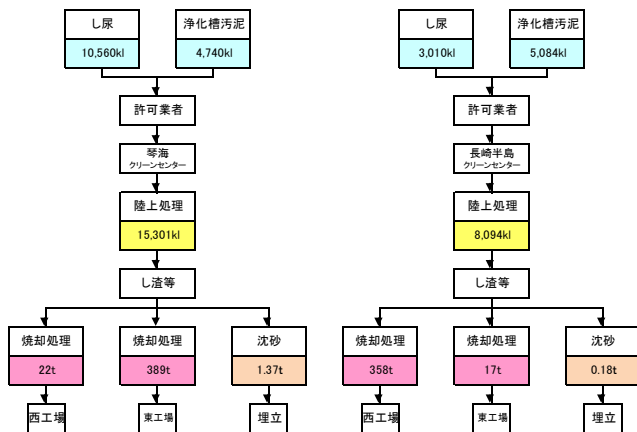 し尿
10,560kl
浄化槽汚泥
4,740kl
許可業者
琴海
クリーンセンター
陸上処理
15,301kl
し渣等
焼却処理
22t
西工場
焼却処理
389t
東工場
沈砂
1.37t
埋立
し尿
3,010kl
浄化槽汚泥
5,084kl
許可業者
長崎半島
クリーンセンター
陸上処理
8,094kl
し渣等
焼却処理
358t
西工場
焼却処理
17t
東工場
沈砂
0.18t
埋立